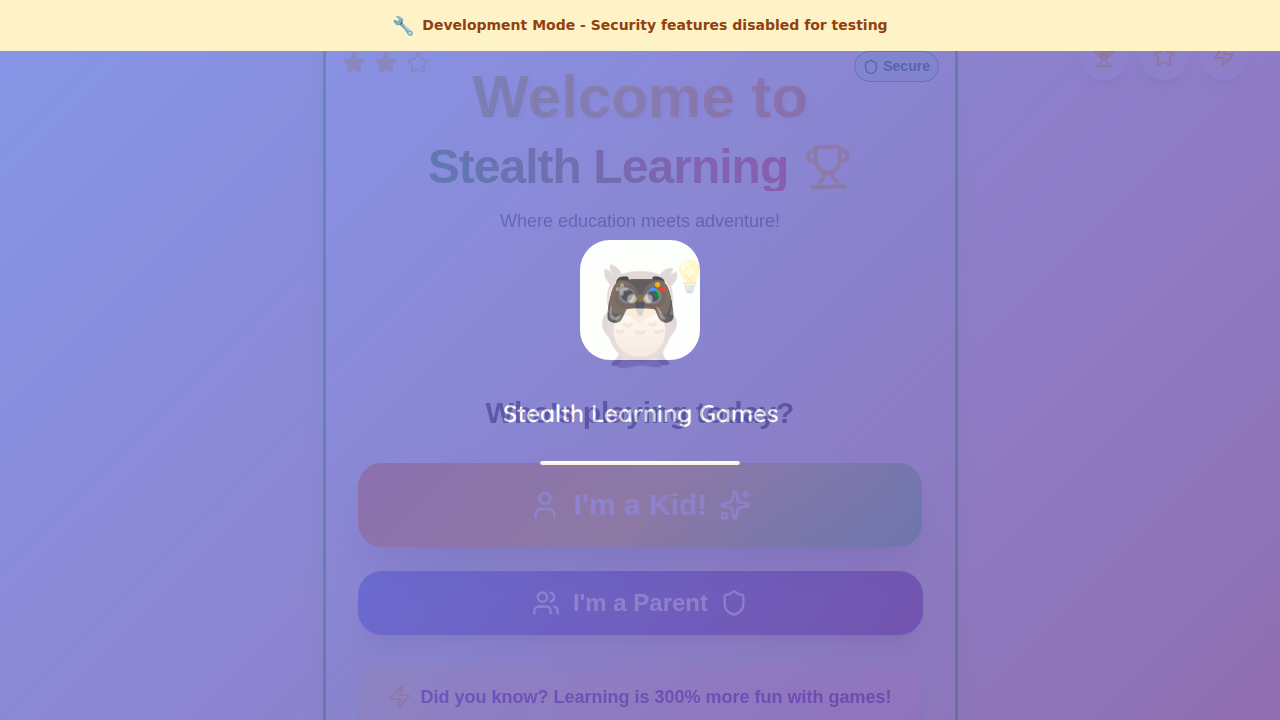 Development Mode - Security features disabled for testing
Secure
Welcome to
Stealth Learning
Where education meets adventure!
Who's playing today?
Stealth Learning Games
I'm a Kid!
I'm a Parent
Did you know? Learning is 300% more fun with games!